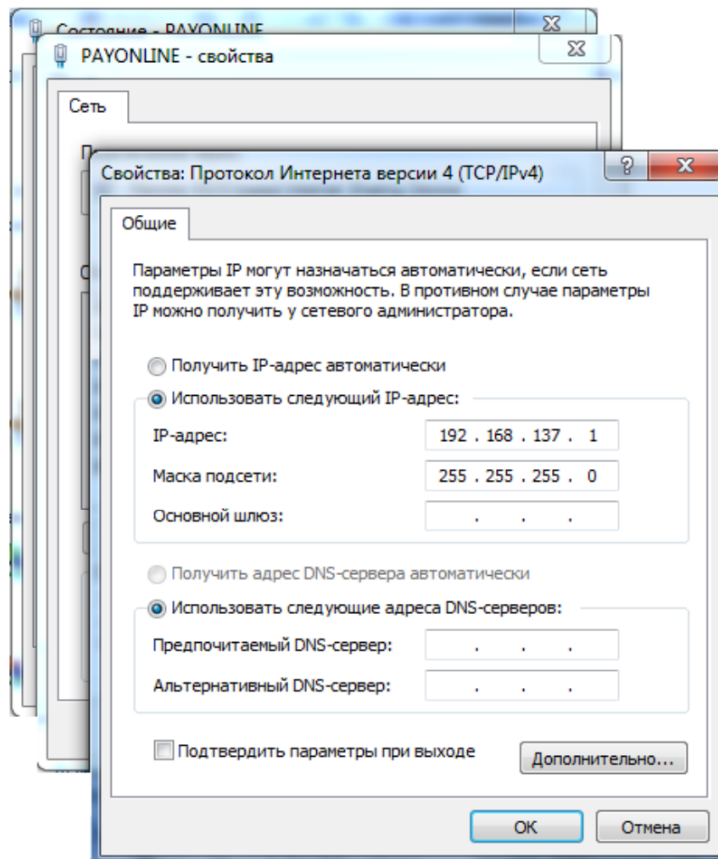 Состояние - PAYONLINE
PAYONLINE - свойства
Сеть
Свойства: Протокол Интернета версии 4 (TCP/IPv4)
Общие
Параметры IP могут назначаться автоматически, если сеть
поддерживает эту возможность. В противном случае параметры
IP можно получить у сетевого администратора.
Получить IP-адрес автоматически
Использовать следующий IP-адрес:
IP-адрес: 192 . 168 . 137 . 1
Маска подсети: 255 . 255 . 255 . 0
Основной шлюз: . . .
Получить адрес DNS-сервера автоматически
Использовать следующие адреса DNS-серверов:
Предпочитаемый DNS-сервер: . . .
Альтернативный DNS-сервер: . . .
Подтвердить параметры при выходе
Дополнительно...
ОК Отмена